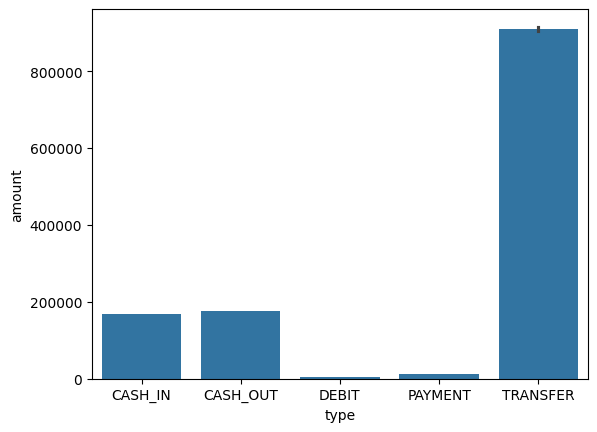 800000
600000
400000
200000
0
amount
CASH_IN CASH_OUT DEBIT PAYMENT TRANSFER
type